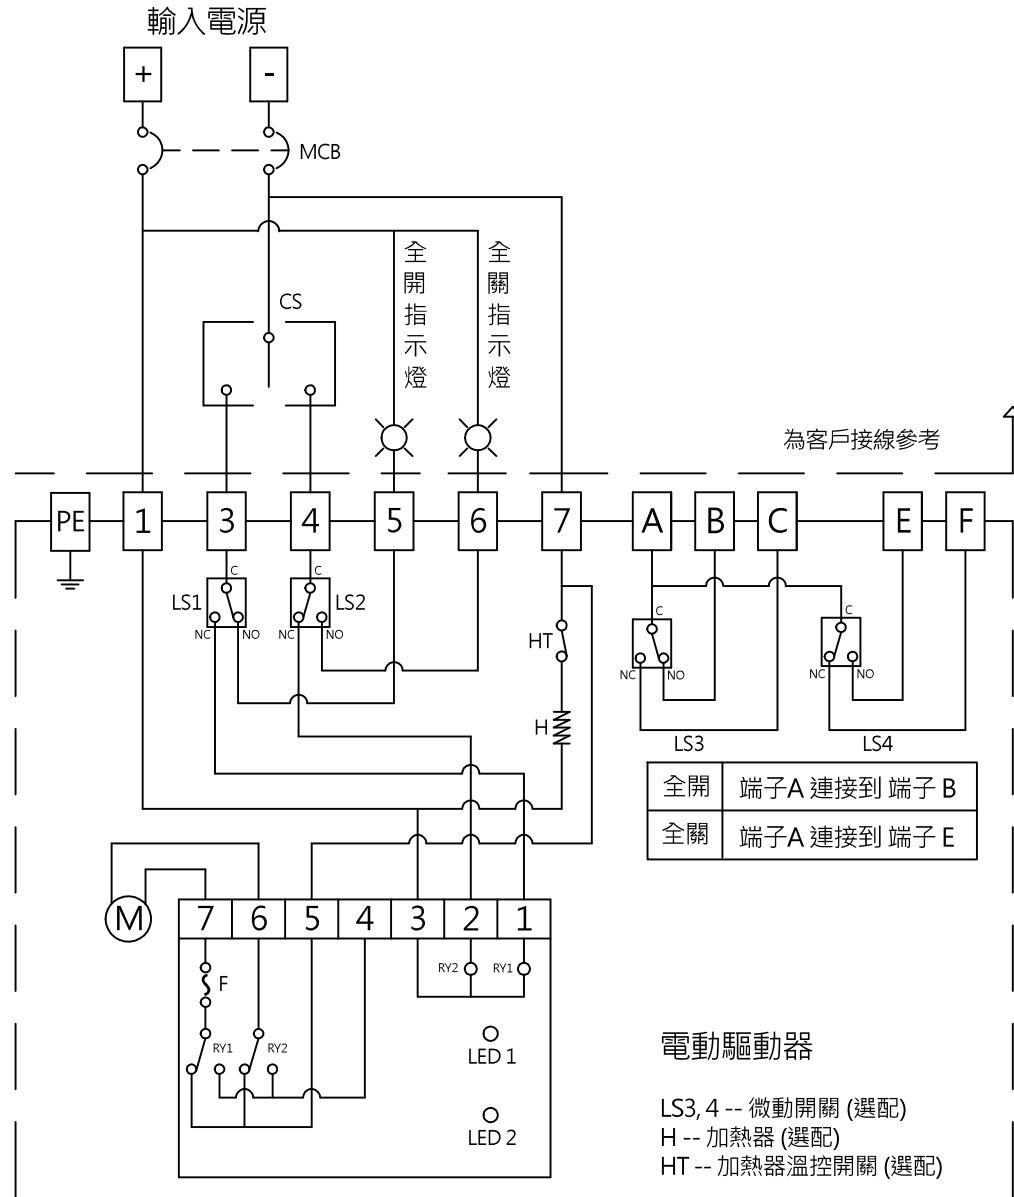 輸入電源
+ -
MCB
全開指示燈
全關指示燈
CS
為客戶接線參考
PE 1 3 4 5 6 7 A B C E F
C C
LS1 LS2
NC NO NC NO
HT
C C
NC NO NC NO
H
LS3 LS4
全開 端子A 連接到 端子 B
全關 端子A 連接到 端子 E
M
7 6 5 4 3 2 1
RY2 RY1
F
RY1 RY2
LED 1
LED 2
電動驅動器
LS3, 4 -- 微動開關 (選配)
H -- 加熱器 (選配)
HT -- 加熱器溫控開關 (選配)